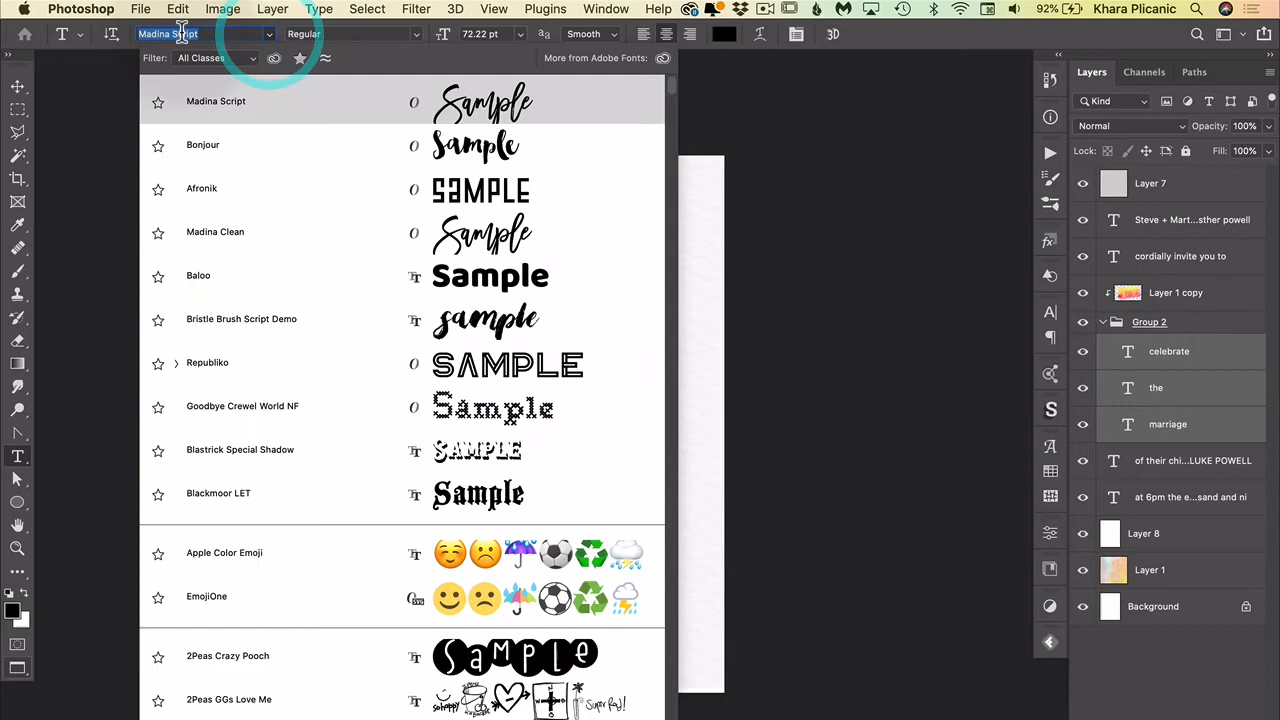 Photoshop File Edit Image Layer Type Select Filter 3D View Plugins Window Help 92% Khara Plicanic
Madina Script Regular 72.22 pt Smooth 3D
Filter: All Classes More from Adobe Fonts:
Madina Script Sample
Bonjour Sample
Afronik SAMPLE
Madina Clean Sample
Baloo Sample
Bristle Brush Script Demo Sample
Republiko SAMPLE
Goodbye Crewel World NF Sample
Blastrick Special Shadow SAMPLE
Blackmoor LET Sample
Apple Color Emoji
EmojiOne
2Peas Crazy Pooch Sample
2Peas GGs Love Me
Layers Channels Paths
Kind
Normal Opacity: 100%
Lock: Fill: 100%
Layer 7
Steve + Mart...sther powell
cordially invite you to
Layer 1 copy
Group 2
celebrate
the
marriage
of their chi...LUKE POWELL
at 6pm the e...sand and ni
Layer 8
Layer 1
Background